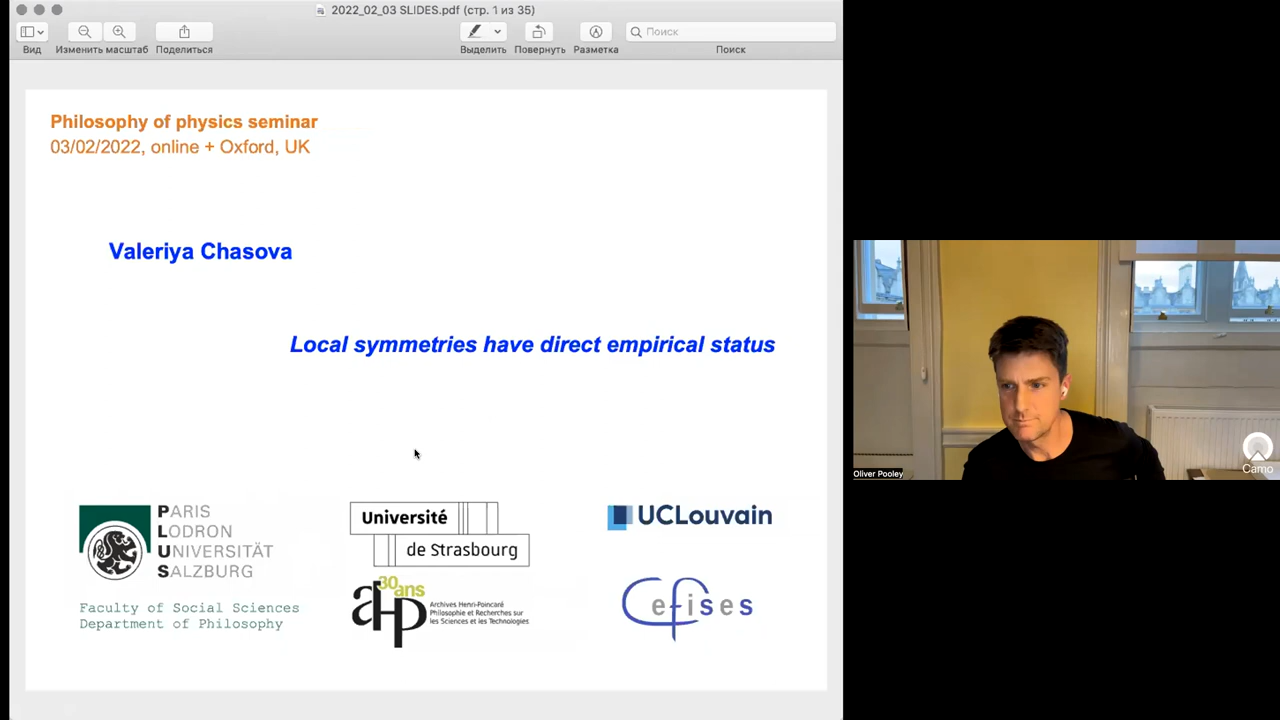 2022_02_03 SLIDES.pdf (стр. 1 из 35)
Вид
Изменить масштаб
Поделиться
Выделить
Повернуть
Разметка
Поиск
Поиск
Philosophy of physics seminar
03/02/2022, online + Oxford, UK
Valeriya Chasova
Local symmetries have direct empirical status
PARIS
LODRON
UNIVERSITÄT
SALZBURG
Faculty of Social Sciences
Department of Philosophy
Université
de Strasbourg
30ans
aHp
Archives Henri-Poincaré
Philosophie et Recherches sur
les Sciences et les Technologies
UCLouvain
Cefises
Oliver Pooley
Camo